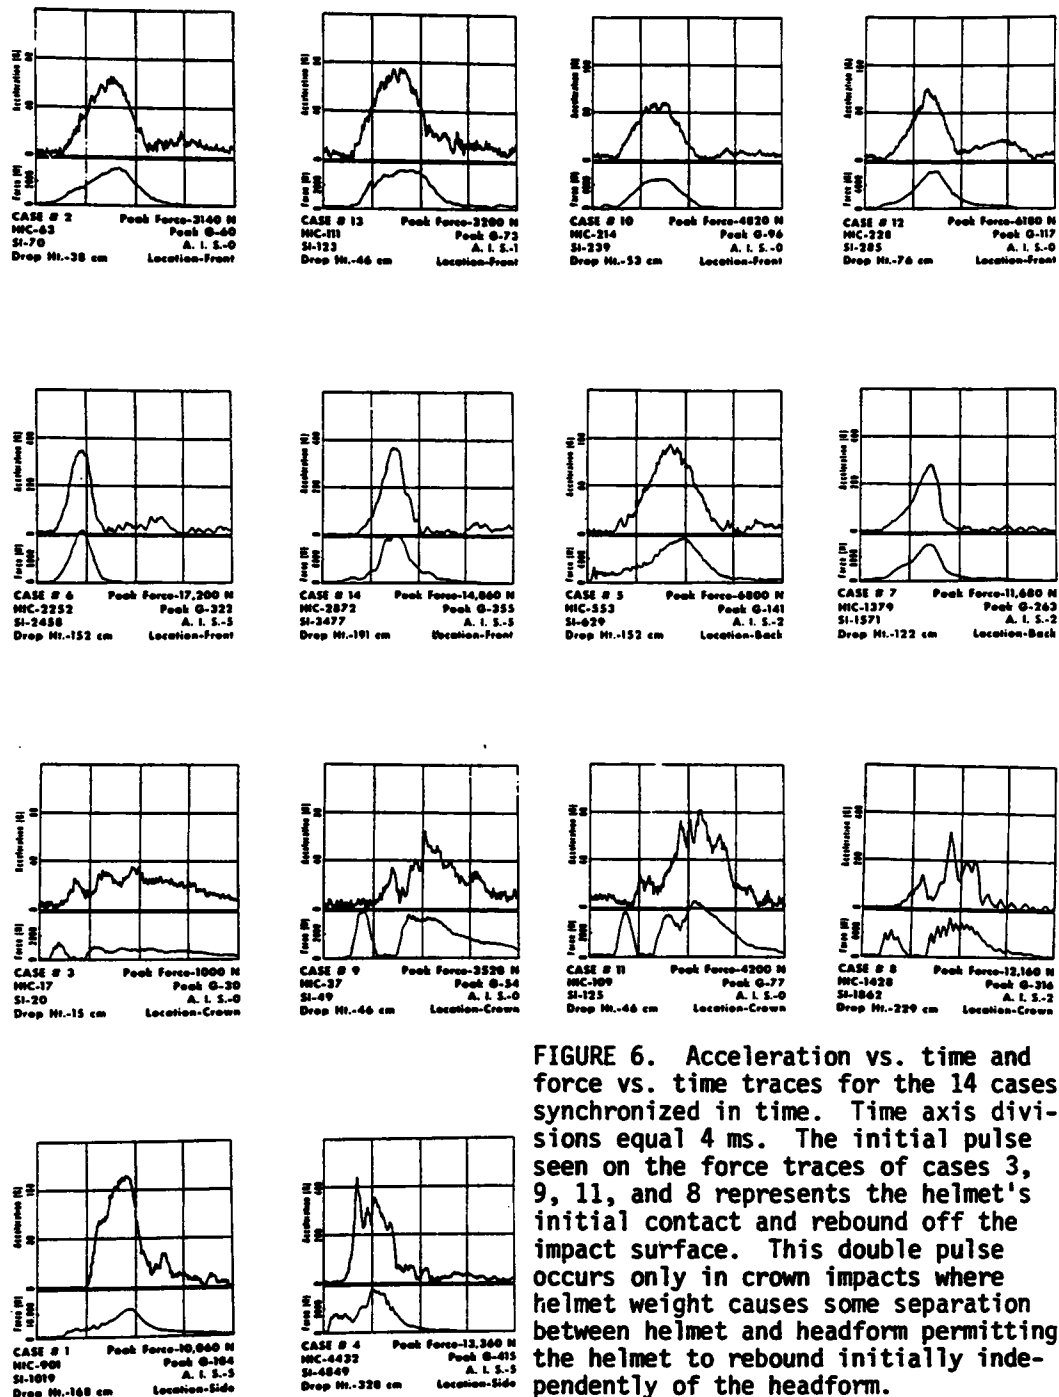 CASE # 2 Peak Force-3140 N
HIC-63 Peak G-60
SI-70 A. I. S.-0
Drop Ht.-38 cm Location-Front
CASE # 13 Peak Force-3200 N
HIC-111 Peak G-73
SI-123 A. I. S.-1
Drop Ht.-46 cm Location-Front
CASE # 10 Peak Force-4820 N
HIC-214 Peak G-96
SI-239 A. I. S.-0
Drop Ht.-53 cm Location-Front
CASE # 12 Peak Force-6180 N
HIC-228 Peak G-117
SI-285 A. I. S.-0
Drop Ht.-76 cm Location-Front
CASE # 6 Peak Force-17,200 N
HIC-2252 Peak G-322
SI-2458 A. I. S.-5
Drop Ht.-152 cm Location-Front
CASE # 14 Peak Force-14,860 N
HIC-2872 Peak G-355
SI-3477 A. I. S.-5
Drop Ht.-191 cm Location-Front
CASE # 5 Peak Force-6800 N
HIC-553 Peak G-141
SI-629 A. I. S.-2
Drop Ht.-152 cm Location-Back
CASE # 7 Peak Force-11,680 N
HIC-1379 Peak G-263
SI-1571 A. I. S.-2
Drop Ht.-122 cm Location-Back
CASE # 3 Peak Force-1000 N
HIC-17 Peak G-30
SI-20 A. I. S.-0
Drop Ht.-15 cm Location-Crown
CASE # 9 Peak Force-3528 N
HIC-37 Peak G-54
SI-49 A. I. S.-0
Drop Ht.-46 cm Location-Crown
CASE # 11 Peak Force-4200 N
HIC-109 Peak G-77
SI-125 A. I. S.-0
Drop Ht.-46 cm Location-Crown
CASE # 8 Peak Force-12,160 N
HIC-1428 Peak G-316
SI-1862 A. I. S.-2
Drop Ht.-229 cm Location-Crown
CASE # 1 Peak Force-10,060 N
HIC-901 Peak G-184
SI-1019 A. I. S.-5
Drop Ht.-168 cm Location-Side
CASE # 4 Peak Force-13,360 N
HIC-4432 Peak G-415
SI-4849 A. I. S.-5
Drop Ht.-328 cm Location-Side
FIGURE 6. Acceleration vs. time and
force vs. time traces for the 14 cases
synchronized in time. Time axis divi-
sions equal 4 ms. The initial pulse
seen on the force traces of cases 3,
9, 11, and 8 represents the helmet's
initial contact and rebound off the
impact surface. This double pulse
occurs only in crown impacts where
helmet weight causes some separation
between helmet and headform permitting
the helmet to rebound initially inde-
pendently of the headform.